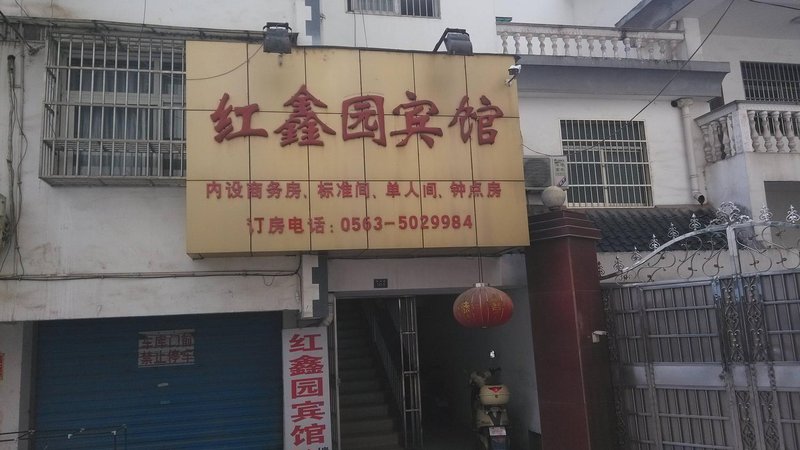 红鑫园宾馆
内设商务房、标准间、单人间、钟点房
订房电话：0563-5029984
车库门前
禁止停车
红鑫园宾馆